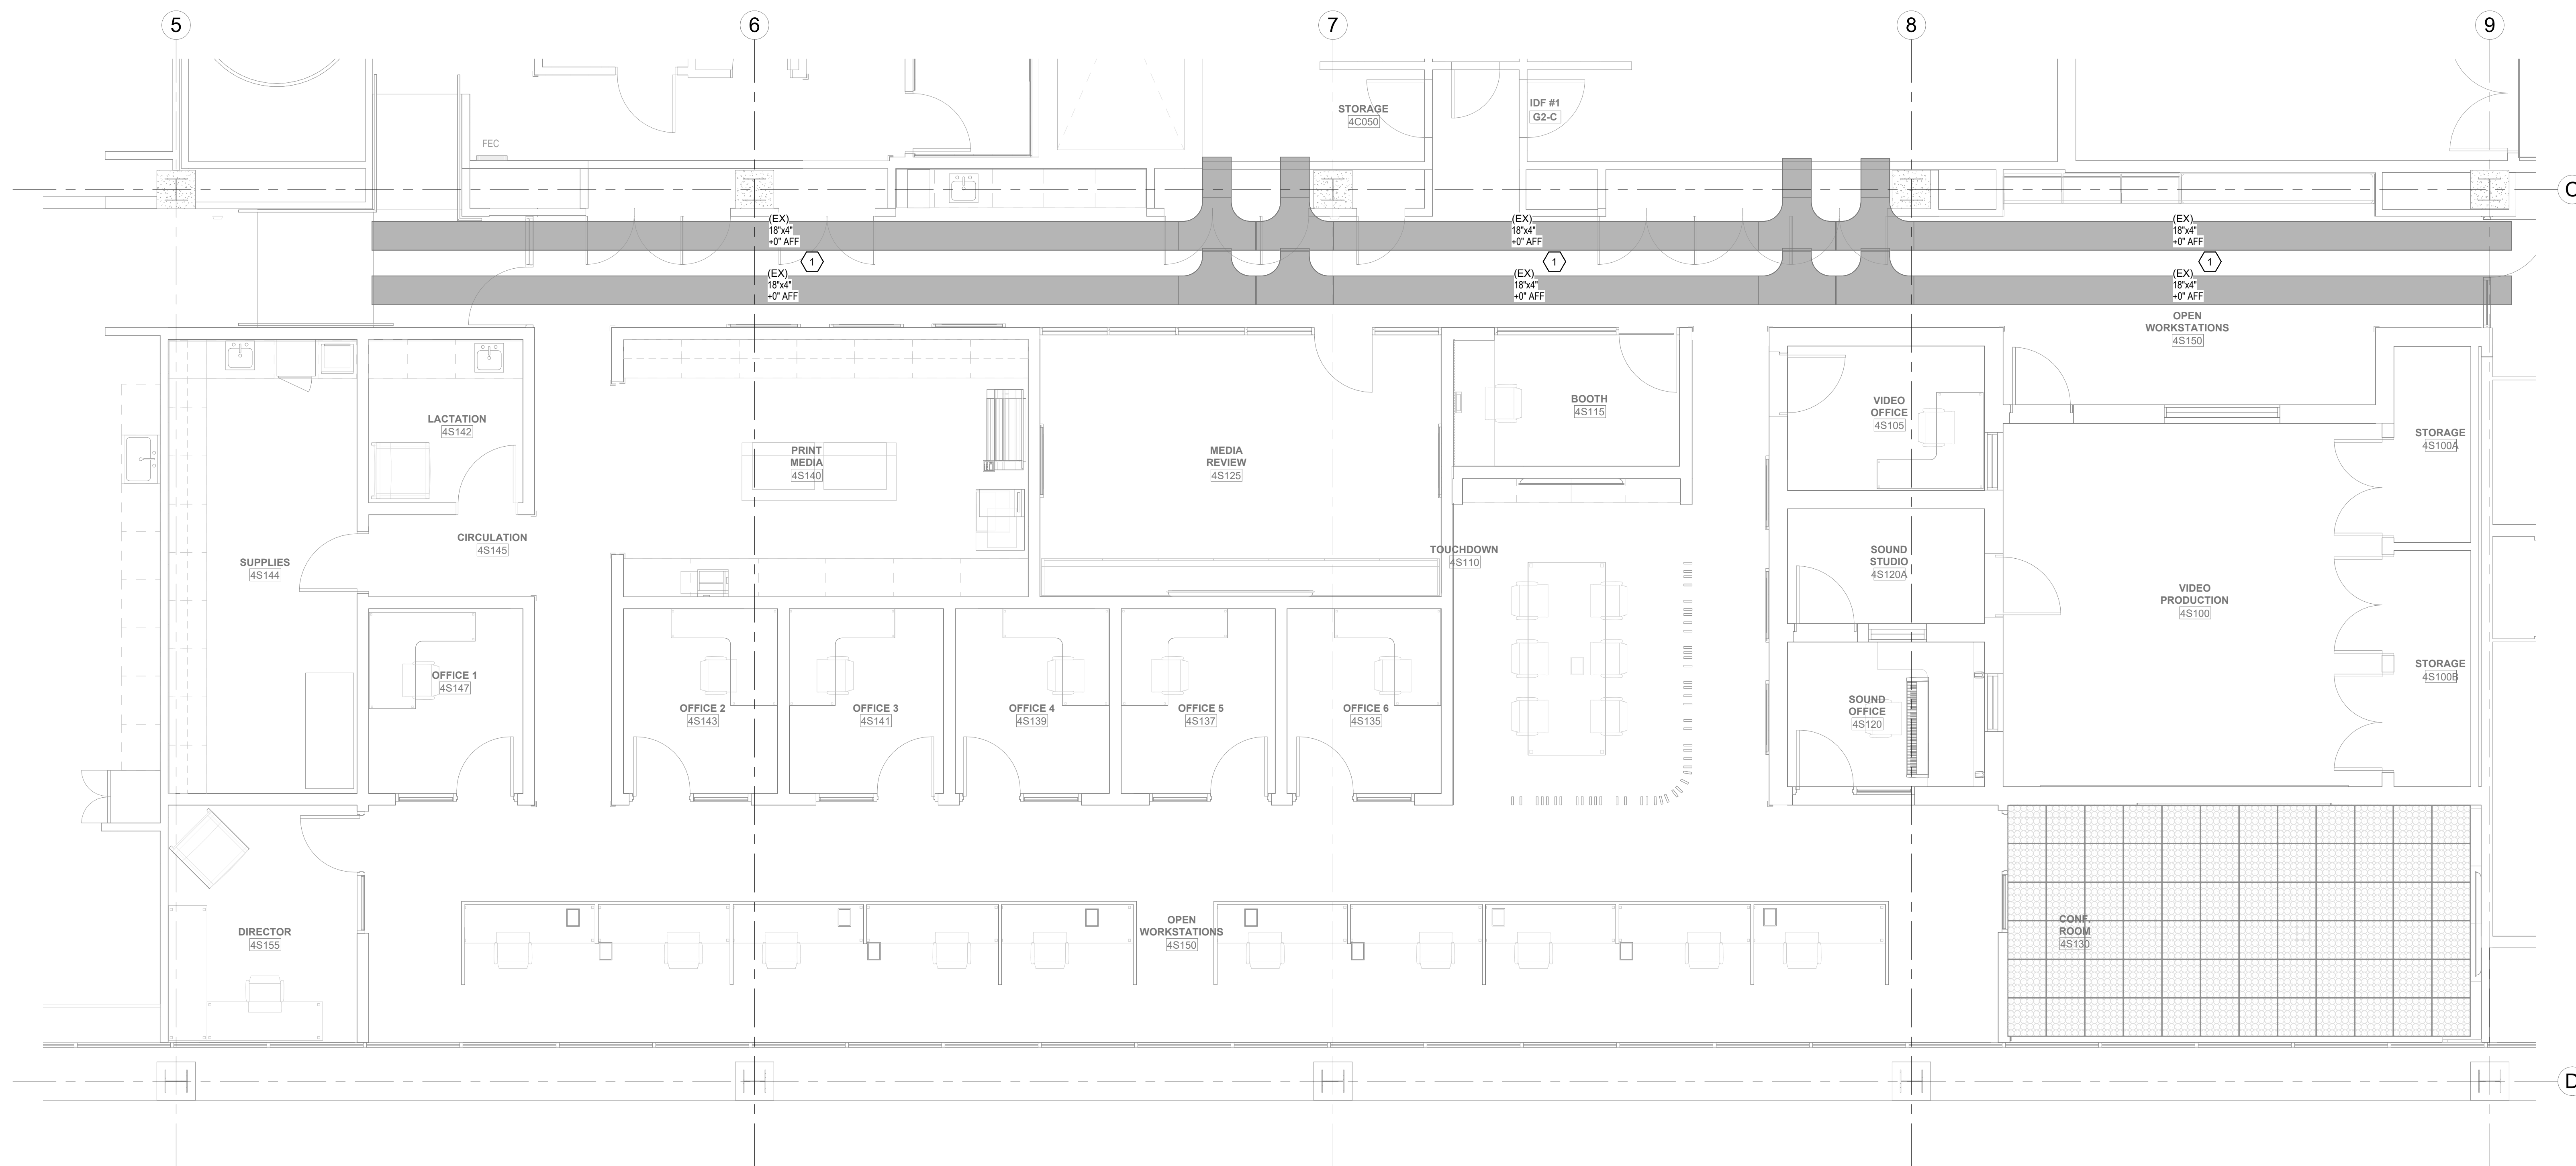 5
6
7
8
9
STORAGE
4C050
IDF #1
G2-C
FEC
C
(EX)
18"x4"
+0" AFF
(EX)
18"x4"
+0" AFF
(EX)
18"x4"
+0" AFF
1
1
1
(EX)
18"x4"
+0" AFF
(EX)
18"x4"
+0" AFF
(EX)
18"x4"
+0" AFF
OPEN
WORKSTATIONS
4S150
LACTATION
4S142
PRINT
MEDIA
4S140
MEDIA
REVIEW
4S125
BOOTH
4S115
VIDEO
OFFICE
4S105
STORAGE
4S100A
SUPPLIES
4S144
CIRCULATION
4S145
TOUCHDOWN
4S110
SOUND
STUDIO
4S120A
VIDEO
PRODUCTION
4S100
OFFICE 1
4S147
OFFICE 2
4S143
OFFICE 3
4S141
OFFICE 4
4S139
OFFICE 5
4S137
OFFICE 6
4S135
SOUND
OFFICE
4S120
STORAGE
4S100B
DIRECTOR
4S155
OPEN
WORKSTATIONS
4S150
CONF.
ROOM
4S130
D